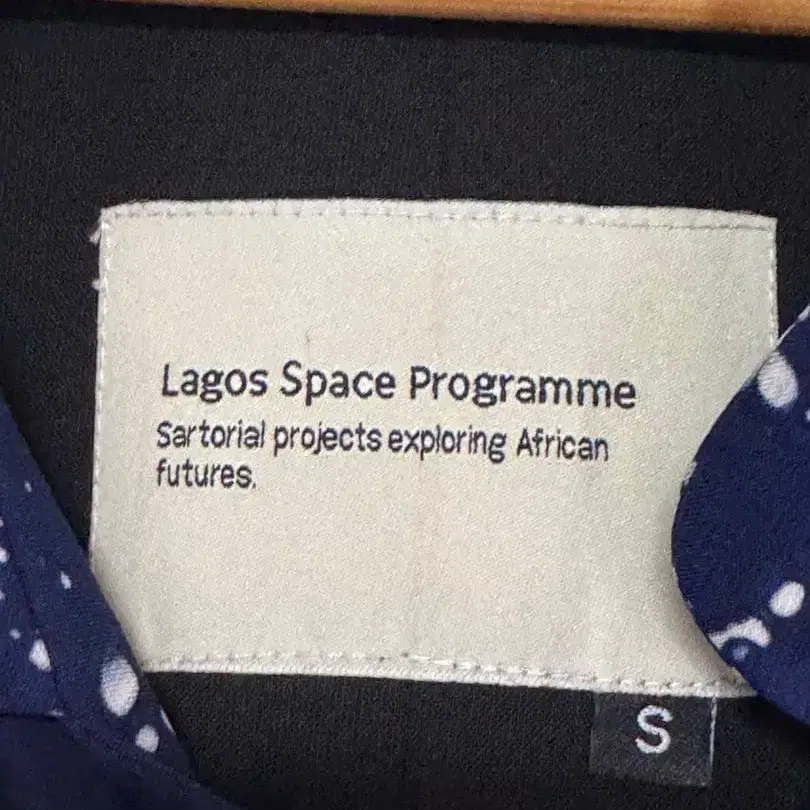 Lagos Space Programme
Sartorial projects exploring African
futures.
S